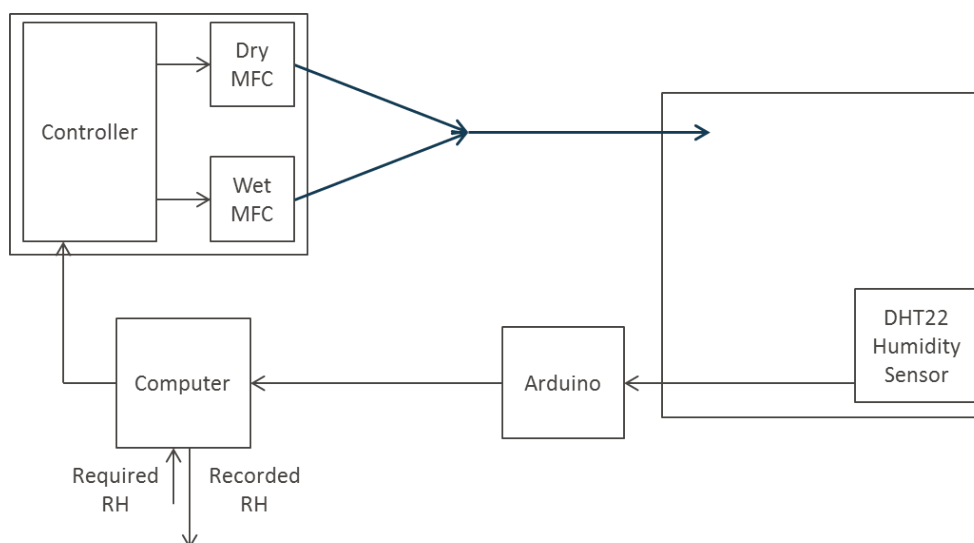 Dry
MFC
Controller
Wet
MFC
DHT22
Humidity
Sensor
Computer
Arduino
Required
RH
Recorded
RH